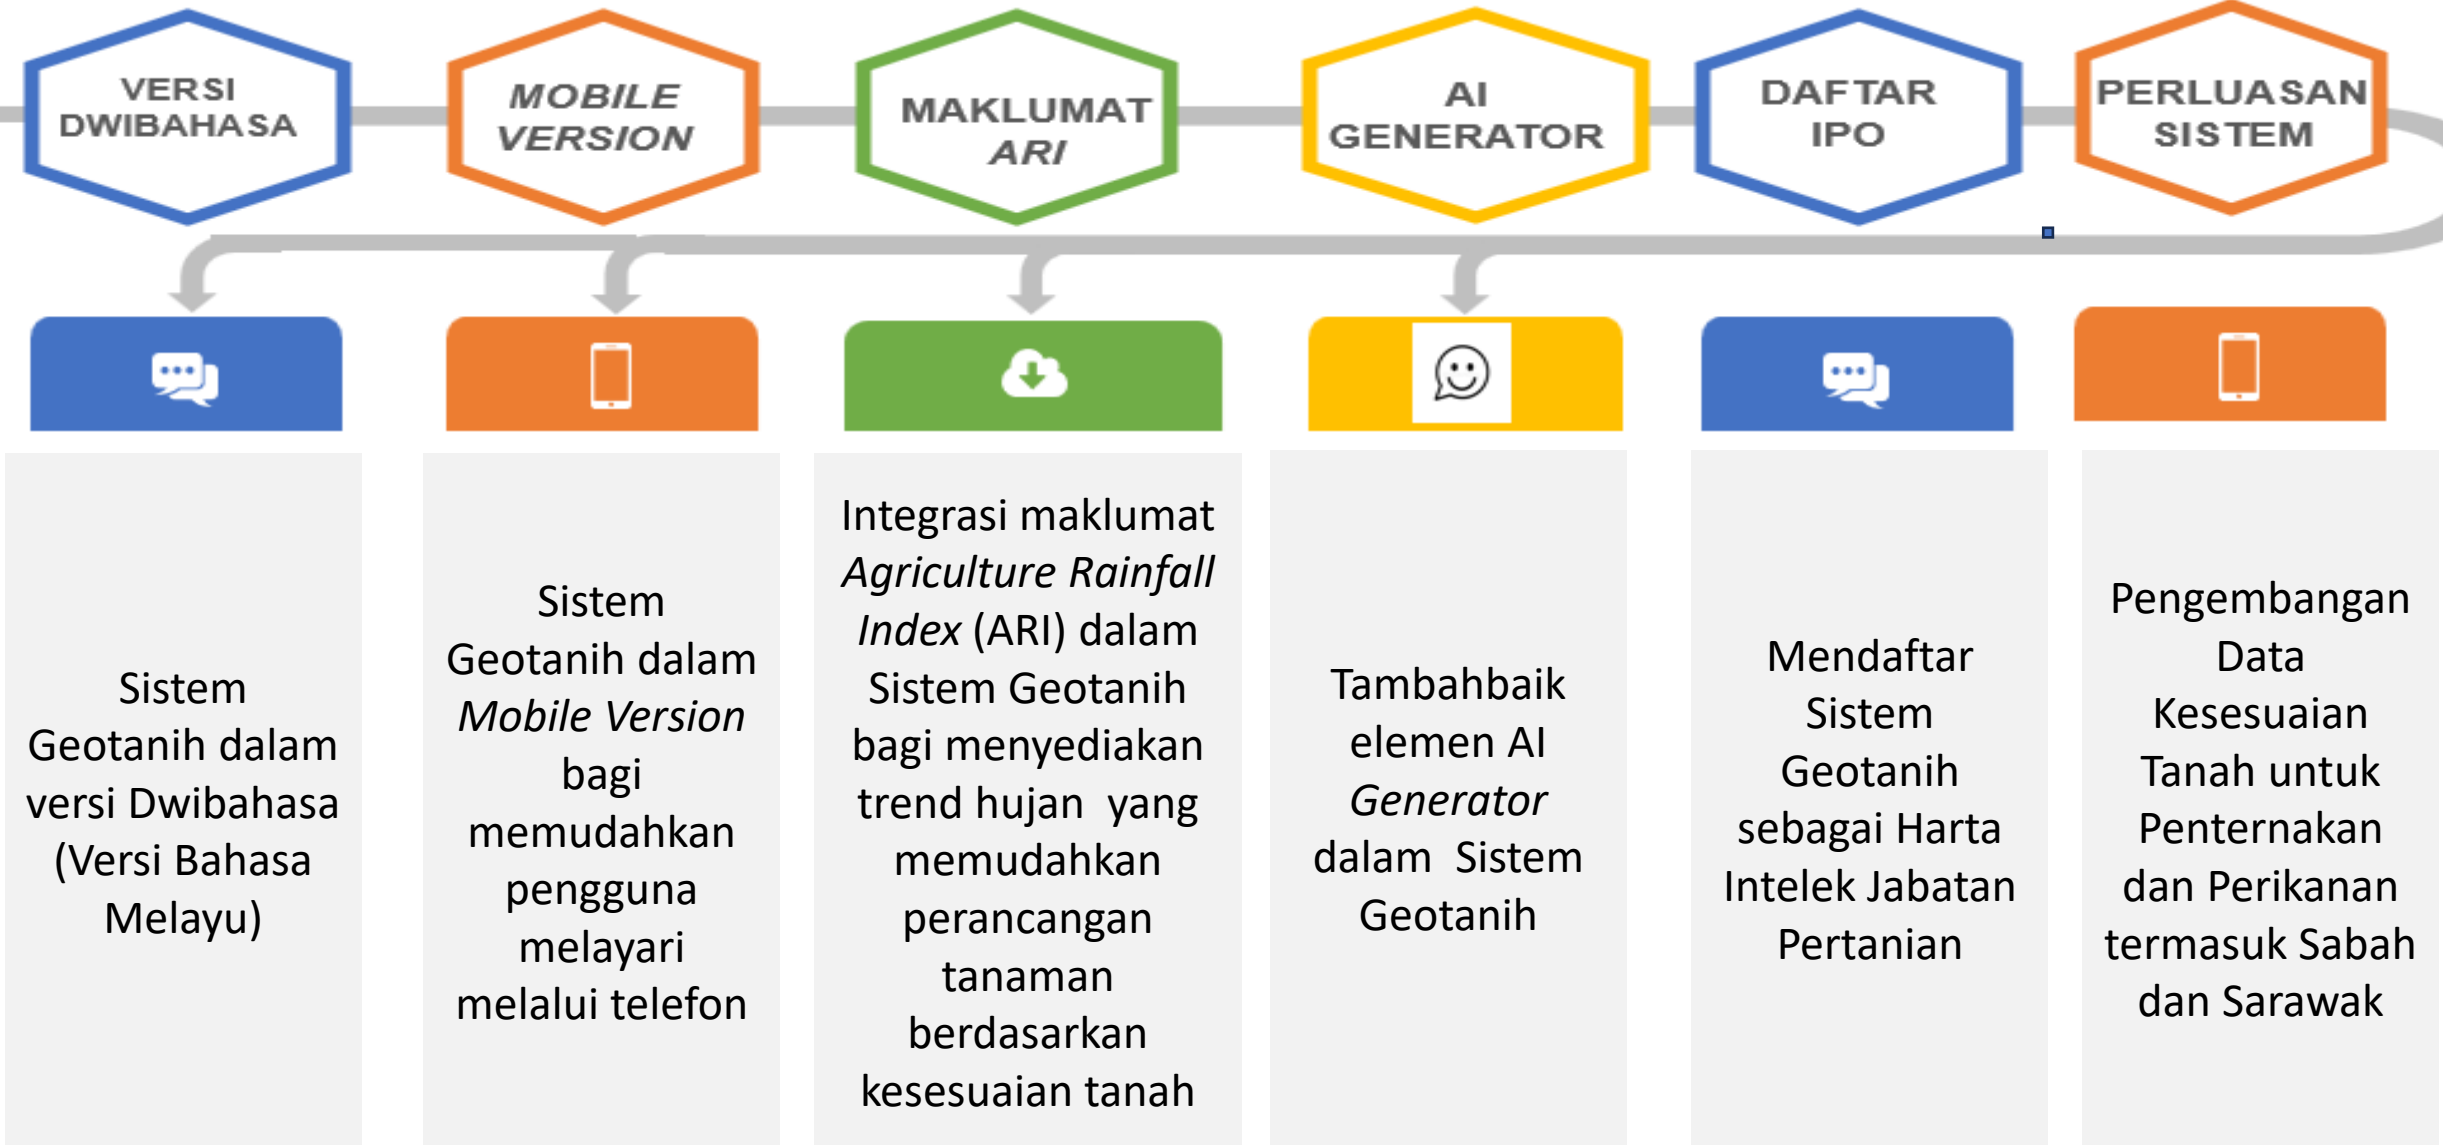 VERSI
DWIBAHASA
MOBILE
VERSION
MAKLUMAT
ARI
AI
GENERATOR
DAFTAR
IPO
PERLUASAN
SISTEM
Sistem
Geotanih dalam
versi Dwibahasa
(Versi Bahasa
Melayu)
Sistem
Geotanih dalam
Mobile Version
bagi
memudahkan
pengguna
melayari
melalui telefon
Integrasi maklumat
Agriculture Rainfall
Index (ARI) dalam
Sistem Geotanih
bagi menyediakan
trend hujan yang
memudahkan
perancangan
tanaman
berdasarkan
kesesuaian tanah
Tambahbaik
elemen AI
Generator
dalam Sistem
Geotanih
Mendaftar
Sistem
Geotanih
sebagai Harta
Intelek Jabatan
Pertanian
Pengembangan
Data
Kesesuaian
Tanah untuk
Penternakan
dan Perikanan
termasuk Sabah
dan Sarawak